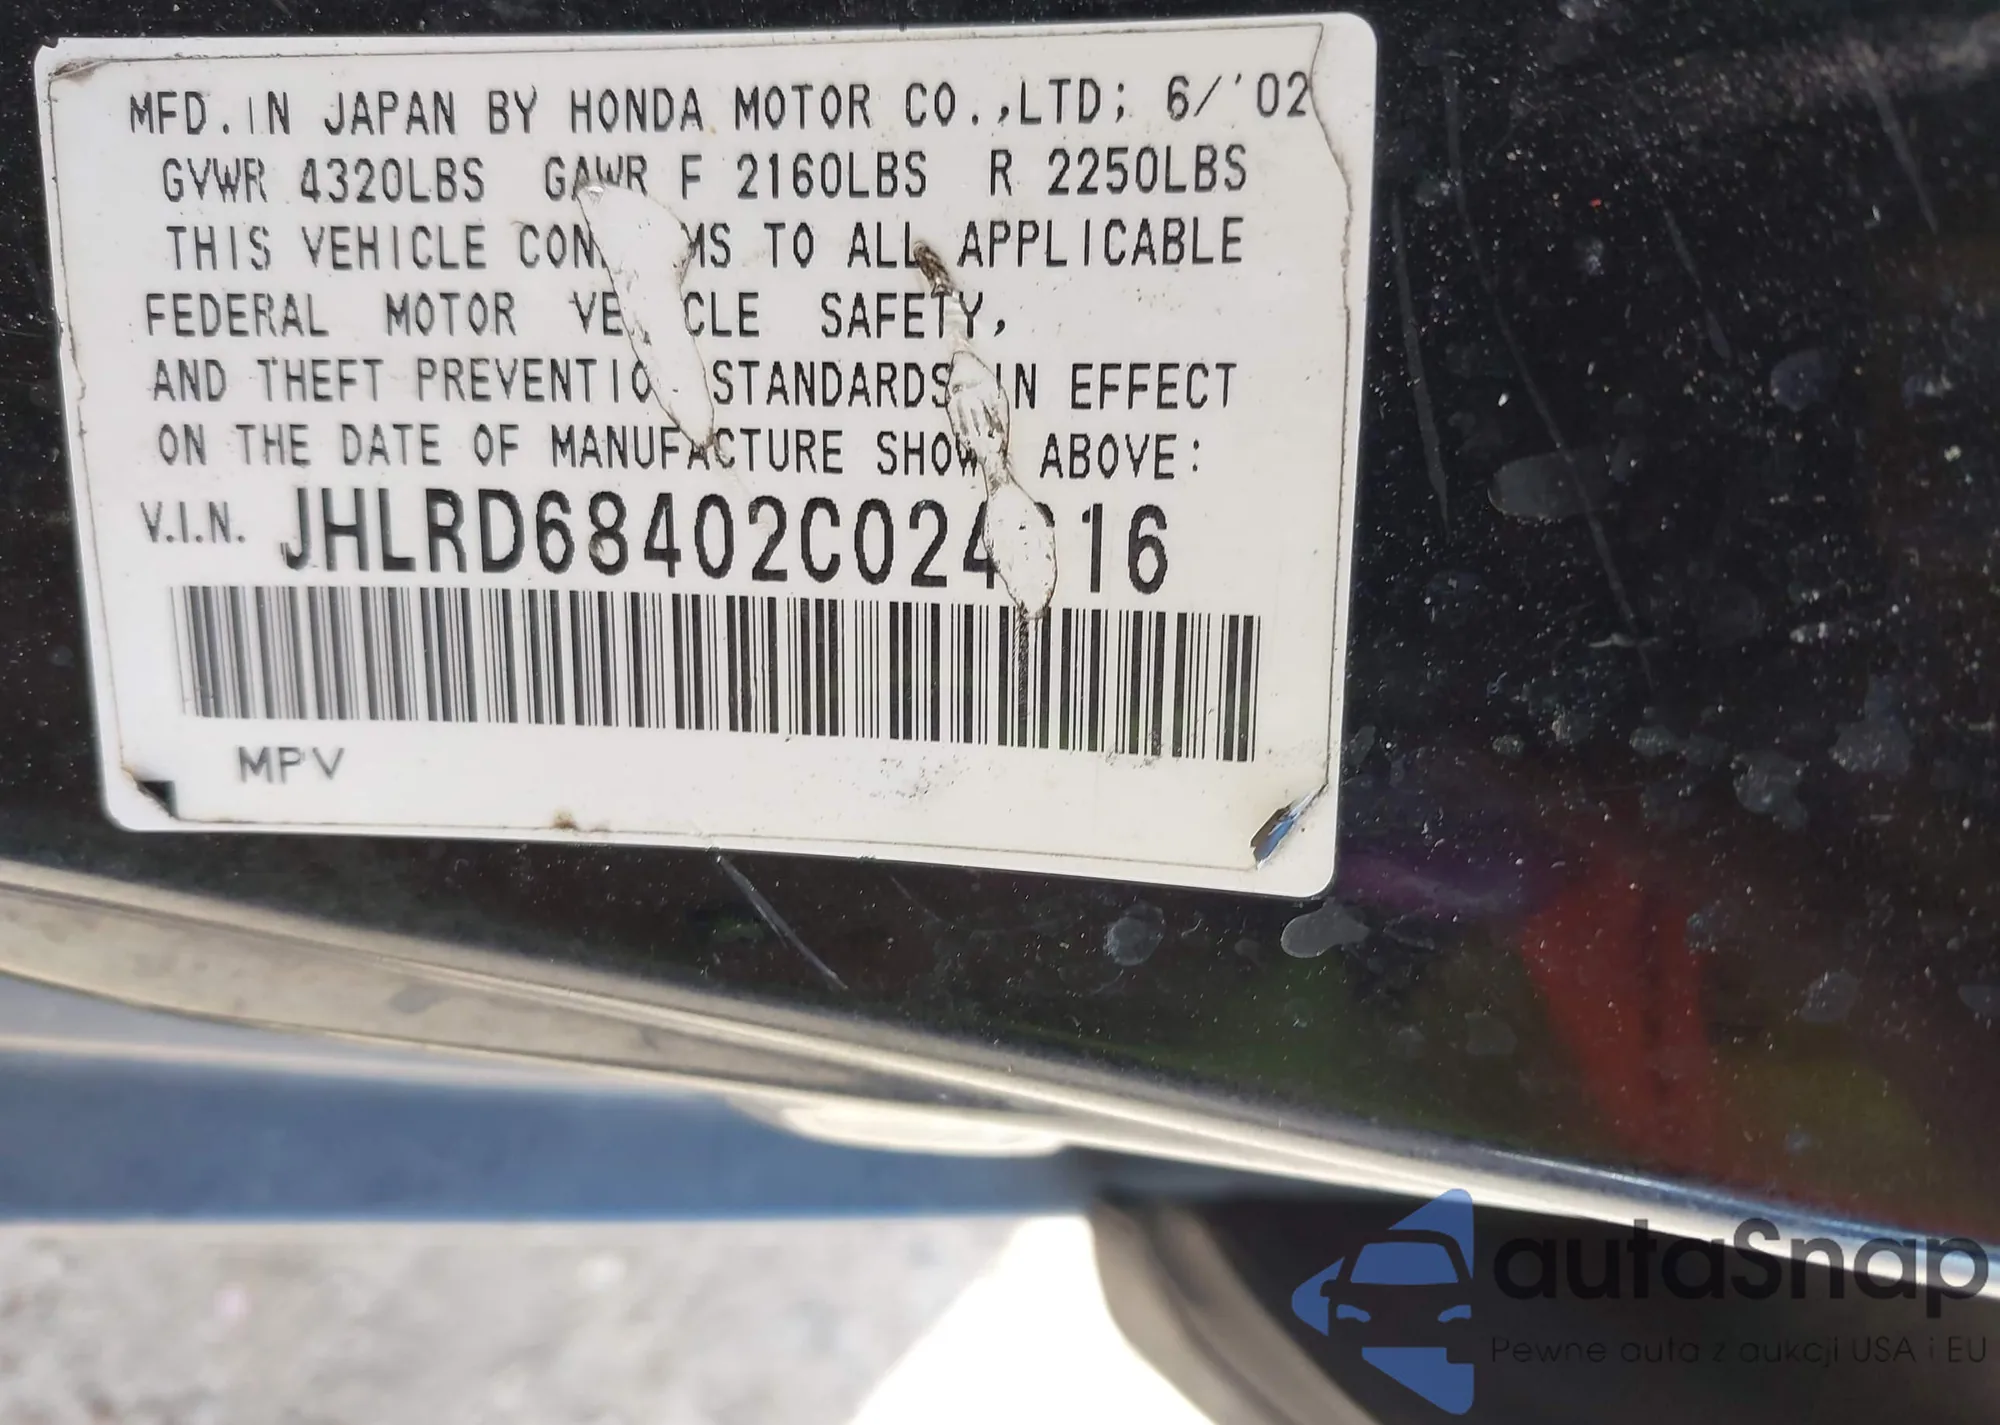 MFD. IN JAPAN BY HONDA MOTOR CO.,LTD; 6/'02
GVWR 4320LBS GAWR F 2160LBS R 2250LBS
THIS VEHICLE CON MS TO ALL APPLICABLE
FEDERAL MOTOR VE CLE SAFETY,
AND THEFT PREVENTIO STANDARDS IN EFFECT
ON THE DATE OF MANUFACTURE SHOW ABOVE:
V.I.N.
MPV
autaSnap
Pewne auta z aukcji USA i EU